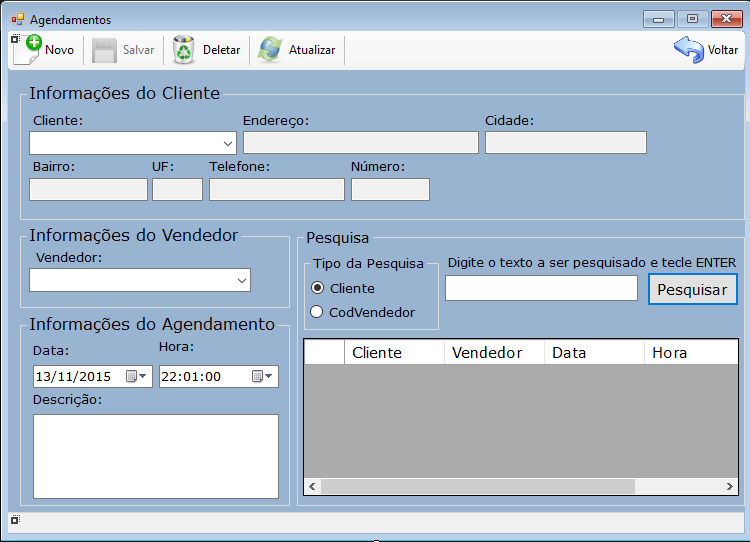 Agendamentos
Novo Salvar Deletar Atualizar Voltar
Informações do Cliente
Cliente: Endereço: Cidade:
Bairro: UF: Telefone: Número:
Informações do Vendedor
Vendedor:
Pesquisa
Tipo da Pesquisa
Cliente
CodVendedor
Digite o texto a ser pesquisado e tecle ENTER
Pesquisar
Informações do Agendamento
Data: Hora:
13/11/2015 22:01:00
Descrição:
Cliente Vendedor Data Hora